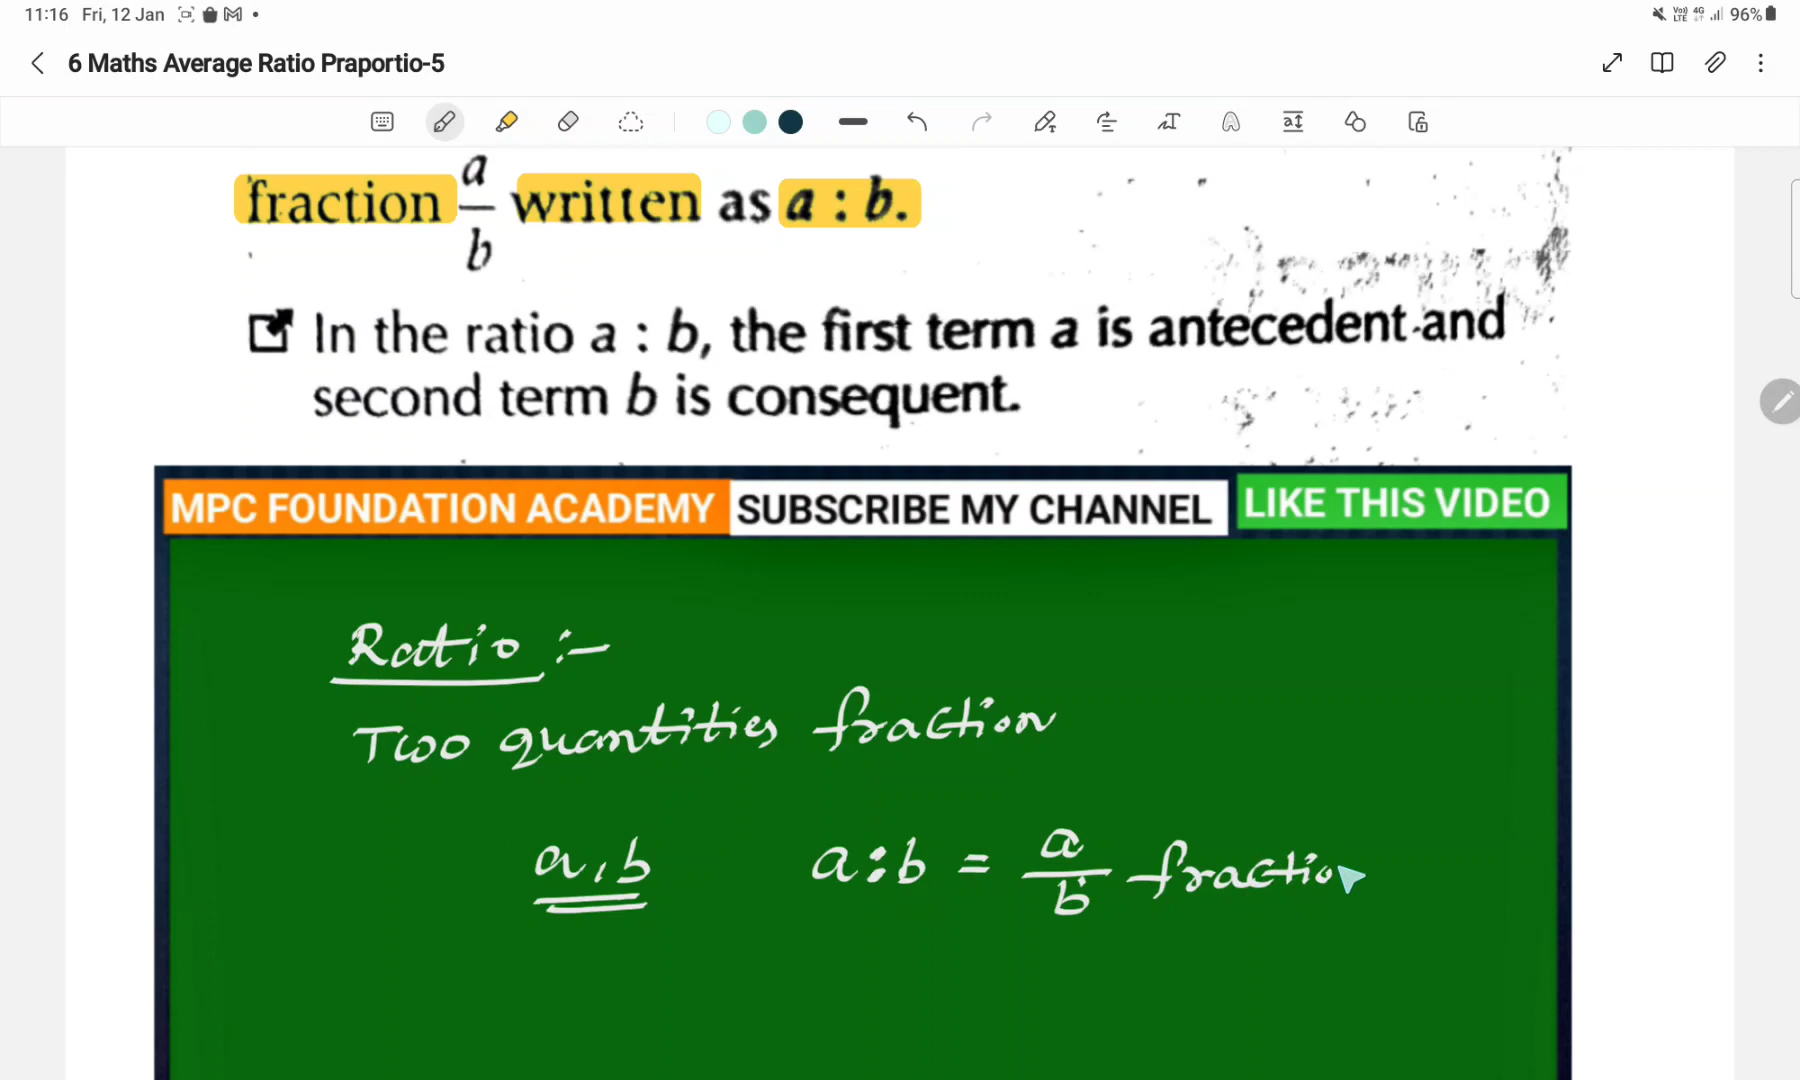 11:16 Fri, 12 Jan 96%
6 Maths Average Ratio Praportio-5
fraction a/b written as a : b.
In the ratio a : b, the first term a is antecedent and
second term b is consequent.
MPC FOUNDATION ACADEMY SUBSCRIBE MY CHANNEL LIKE THIS VIDEO
Ratio :-
Two quantities fraction
a, b a:b = a/b fractio